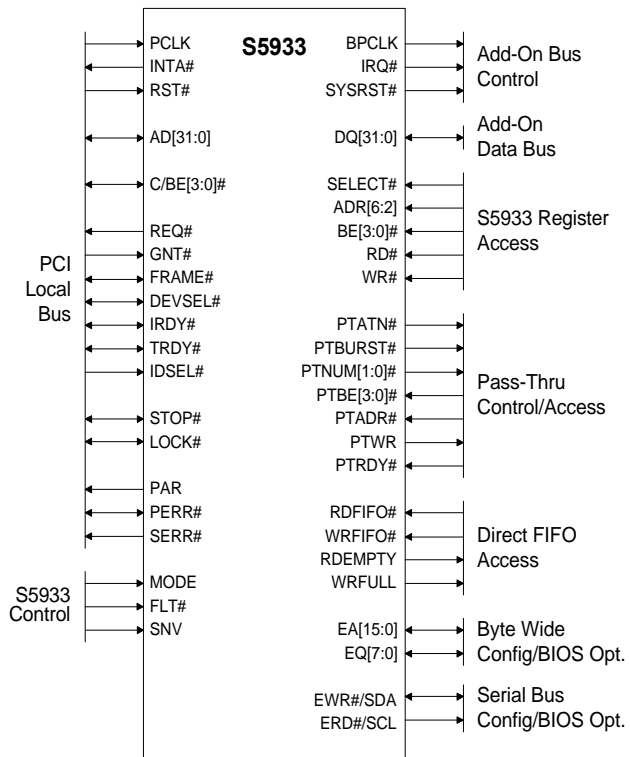 S5933
PCLK
INTA#
RST#
AD[31:0]
C/BE[3:0]#
REQ#
GNT#
FRAME#
DEVSEL#
IRDY#
TRDY#
IDSEL#
STOP#
LOCK#
PAR
PERR#
SERR#
MODE
FLT#
SNV
PCI
Local
Bus
S5933
Control
BPCLK
IRQ#
SYSRST#
DQ[31:0]
SELECT#
ADR[6:2]
BE[3:0]#
RD#
WR#
PTATN#
PTBURST#
PTNUM[1:0]#
PTBE[3:0]#
PTADR#
PTWR
PTRDY#
RDFIFO#
WRFIFO#
RDEMPTY
WRFULL
EA[15:0]
EQ[7:0]
EWR#/SDA
ERD#/SCL
Add-On Bus
Control
Add-On
Data Bus
S5933 Register
Access
Pass-Thru
Control/Access
Direct FIFO
Access
Byte Wide
Config/BIOS Opt.
Serial Bus
Config/BIOS Opt.